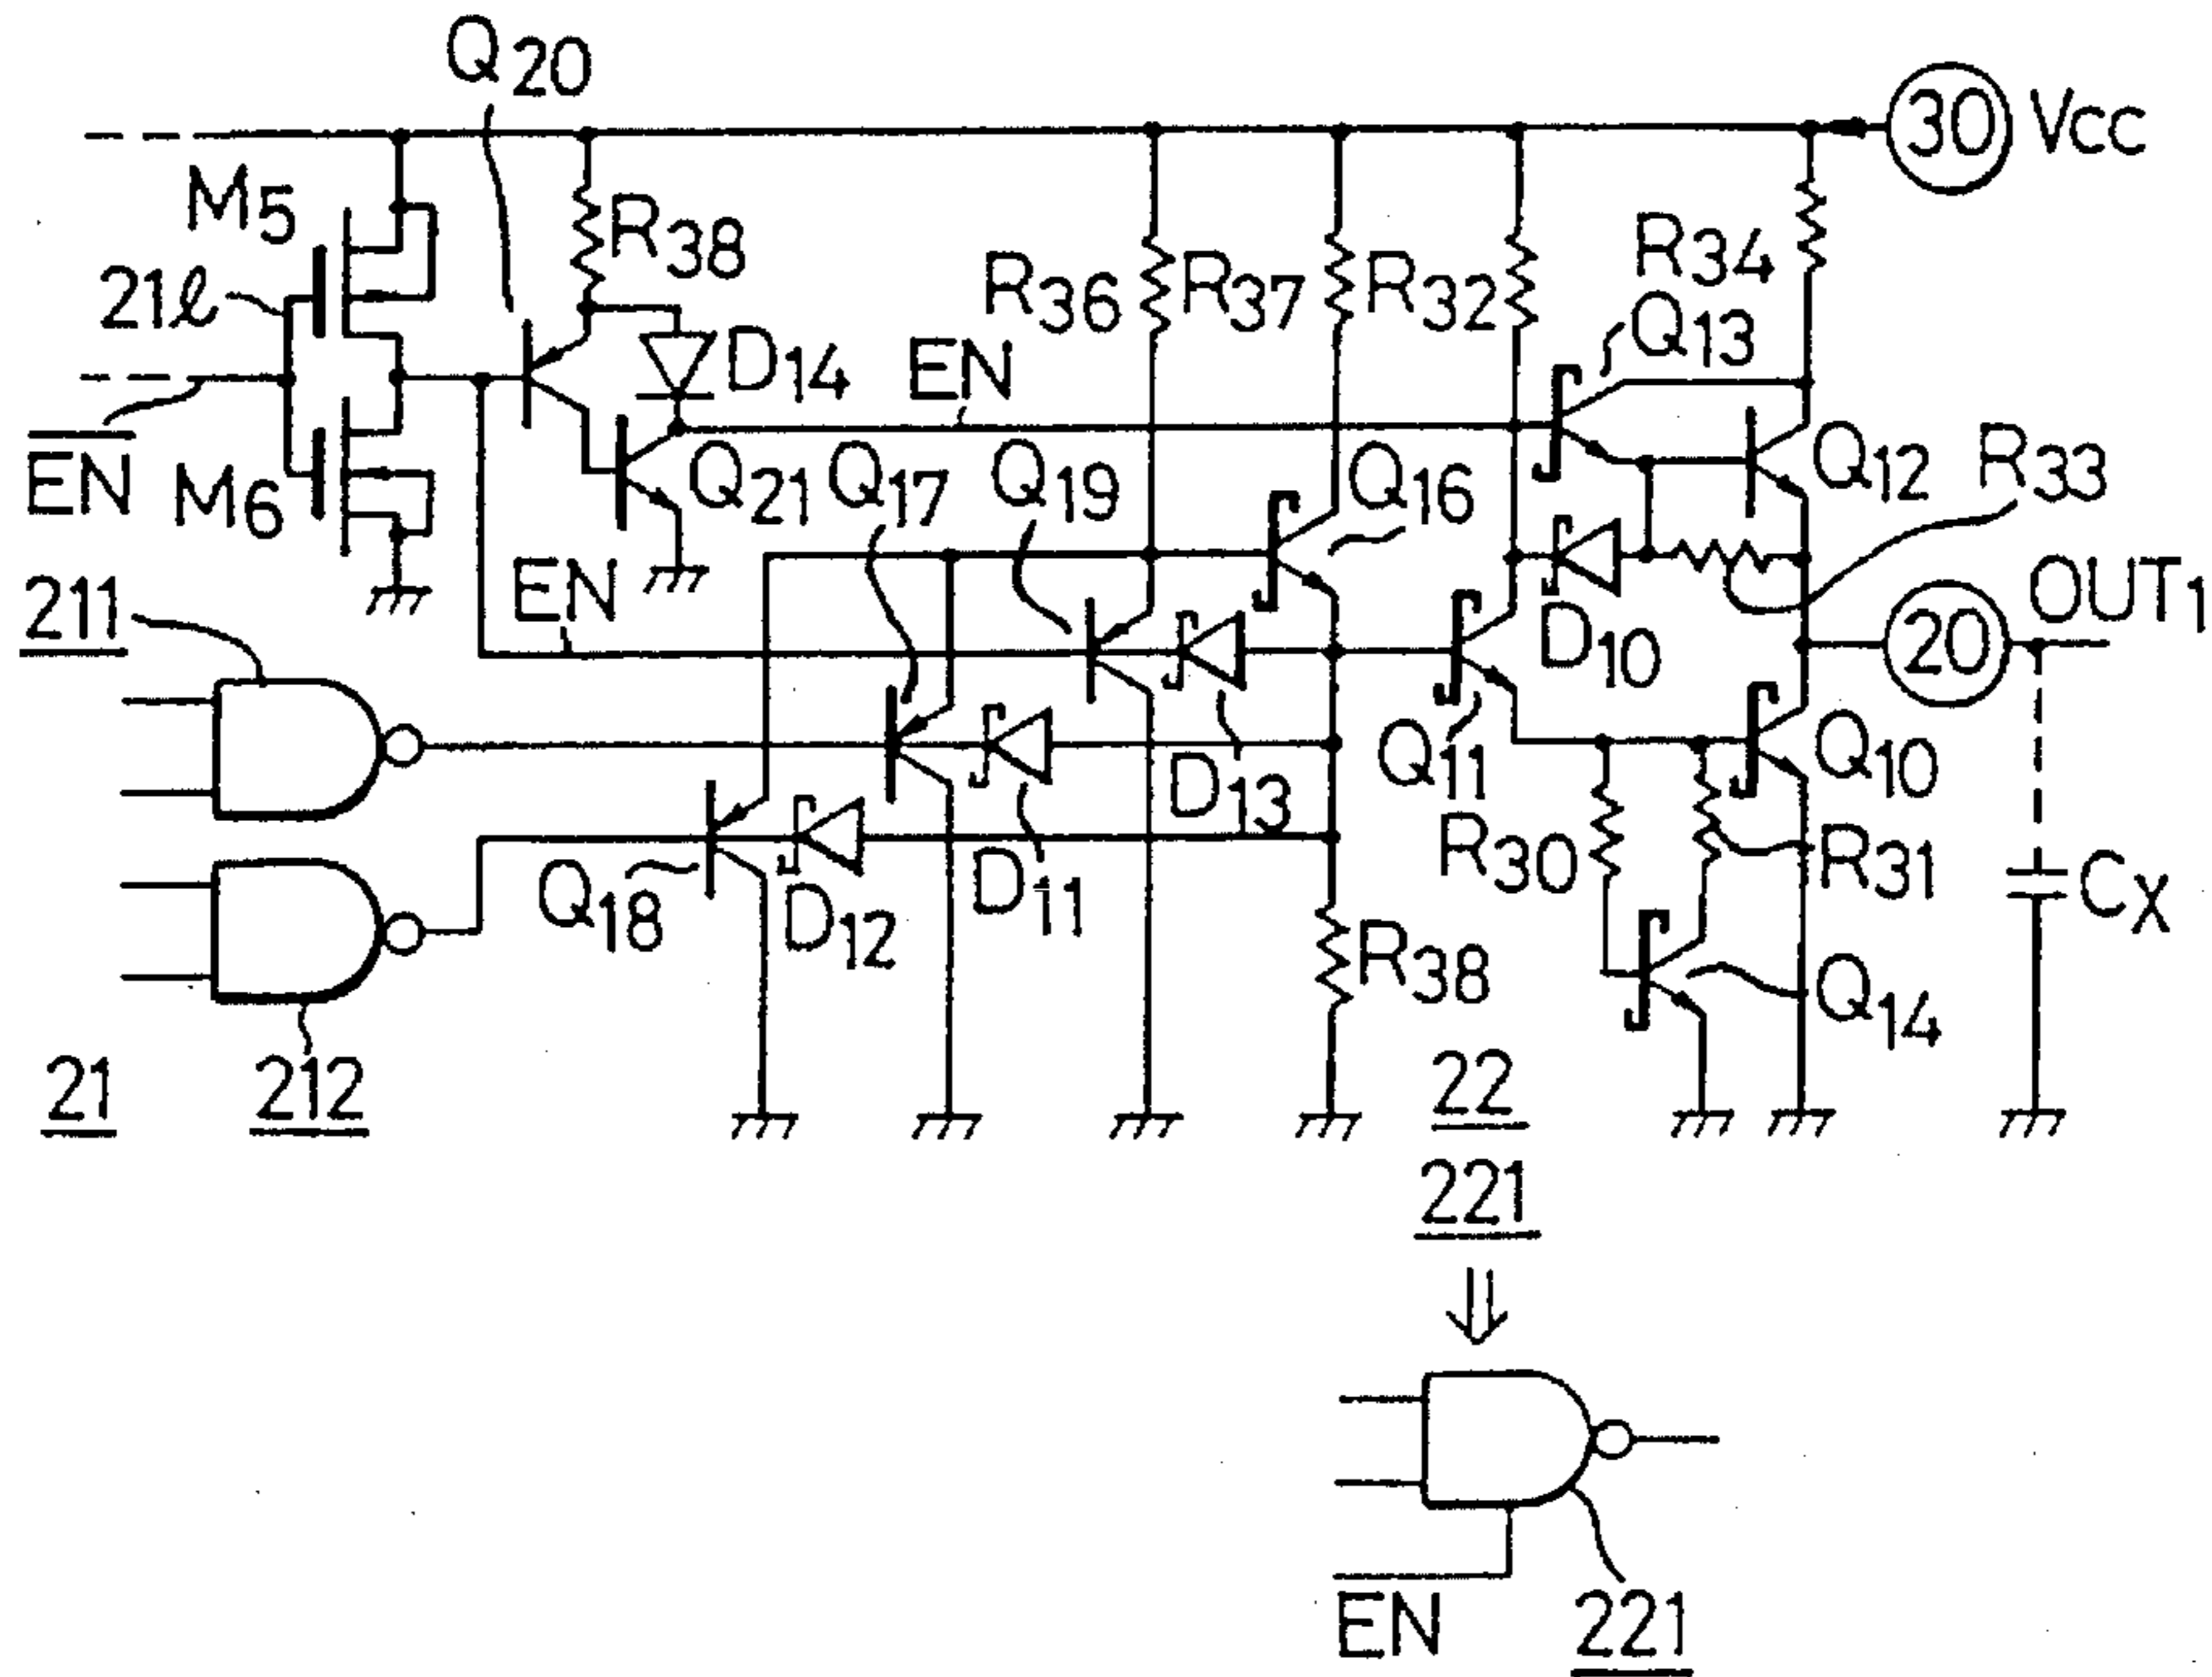 Q20
30 VCC
M5
R38
R34
21ℓ
R36
R37
R32
Q13
D14
EN
EN
M6
Q21
Q17
Q19
Q16
Q12
R33
211
EN
D10
OUT1
20
Q11
Q10
D13
R30
R31
CX
Q18
D12
D11
R38
Q14
21
212
22
221
EN
221